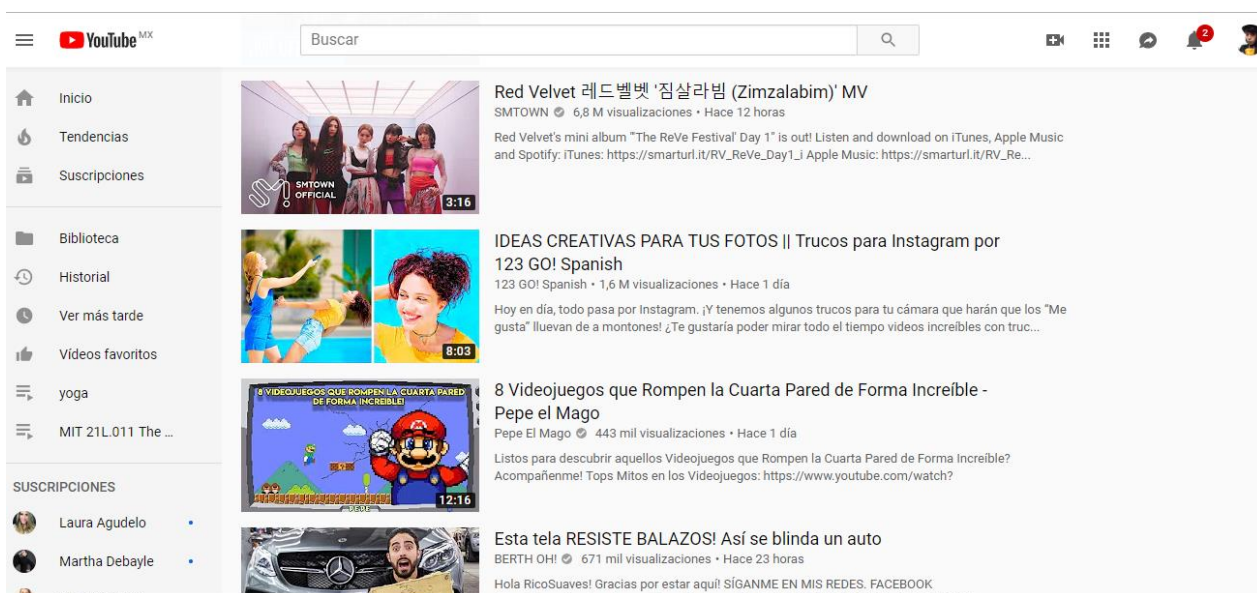 YouTube MX
Buscar
2
Inicio
Tendencias
Suscripciones
Biblioteca
Historial
Ver más tarde
Vídeos favoritos
yoga
MIT 21L.011 The ...
SUSCRIPCIONES
Laura Agudelo
Martha Debayle
SMTOWN
OFFICIAL
3:16
Red Velvet 레드벨벳 '짐살라빔 (Zimzalabim)' MV
SMTOWN 6,8 M visualizaciones • Hace 12 horas
Red Velvet's mini album "The ReVe Festival' Day 1" is out! Listen and download on iTunes, Apple Music
and Spotify: iTunes: https://smarturl.it/RV_ReVe_Day1_i Apple Music: https://smarturl.it/RV_Re...
8:03
IDEAS CREATIVAS PARA TUS FOTOS || Trucos para Instagram por
123 GO! Spanish
123 GO! Spanish • 1,6 M visualizaciones • Hace 1 día
Hoy en día, todo pasa por Instagram. ¡Y tenemos algunos trucos para tu cámara que harán que los "Me
gusta" lluevan de a montones! ¿Te gustaría poder mirar todo el tiempo videos increíbles con truc...
8 VIDEOJUEGOS QUE ROMPEN LA CUARTA PARED
DE FORMA INCREIBLE!
PEPE
12:16
8 Videojuegos que Rompen la Cuarta Pared de Forma Increíble -
Pepe el Mago
Pepe El Mago 443 mil visualizaciones • Hace 1 día
Listos para descubrir aquellos Videojuegos que Rompen la Cuarta Pared de Forma Increíble?
Acompañenme! Tops Mitos en los Videojuegos: https://www.youtube.com/watch?
Esta tela RESISTE BALAZOS! Así se blinda un auto
BERTH OH! 671 mil visualizaciones • Hace 23 horas
Hola RicoSuaves! Gracias por estar aquí! SÍGANME EN MIS REDES. FACEBOOK